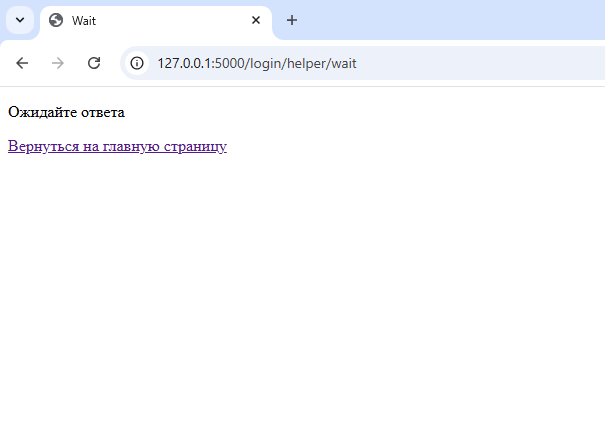 Wait
127.0.0.1:5000/login/helper/wait
Ожидайте ответа
Вернуться на главную страницу